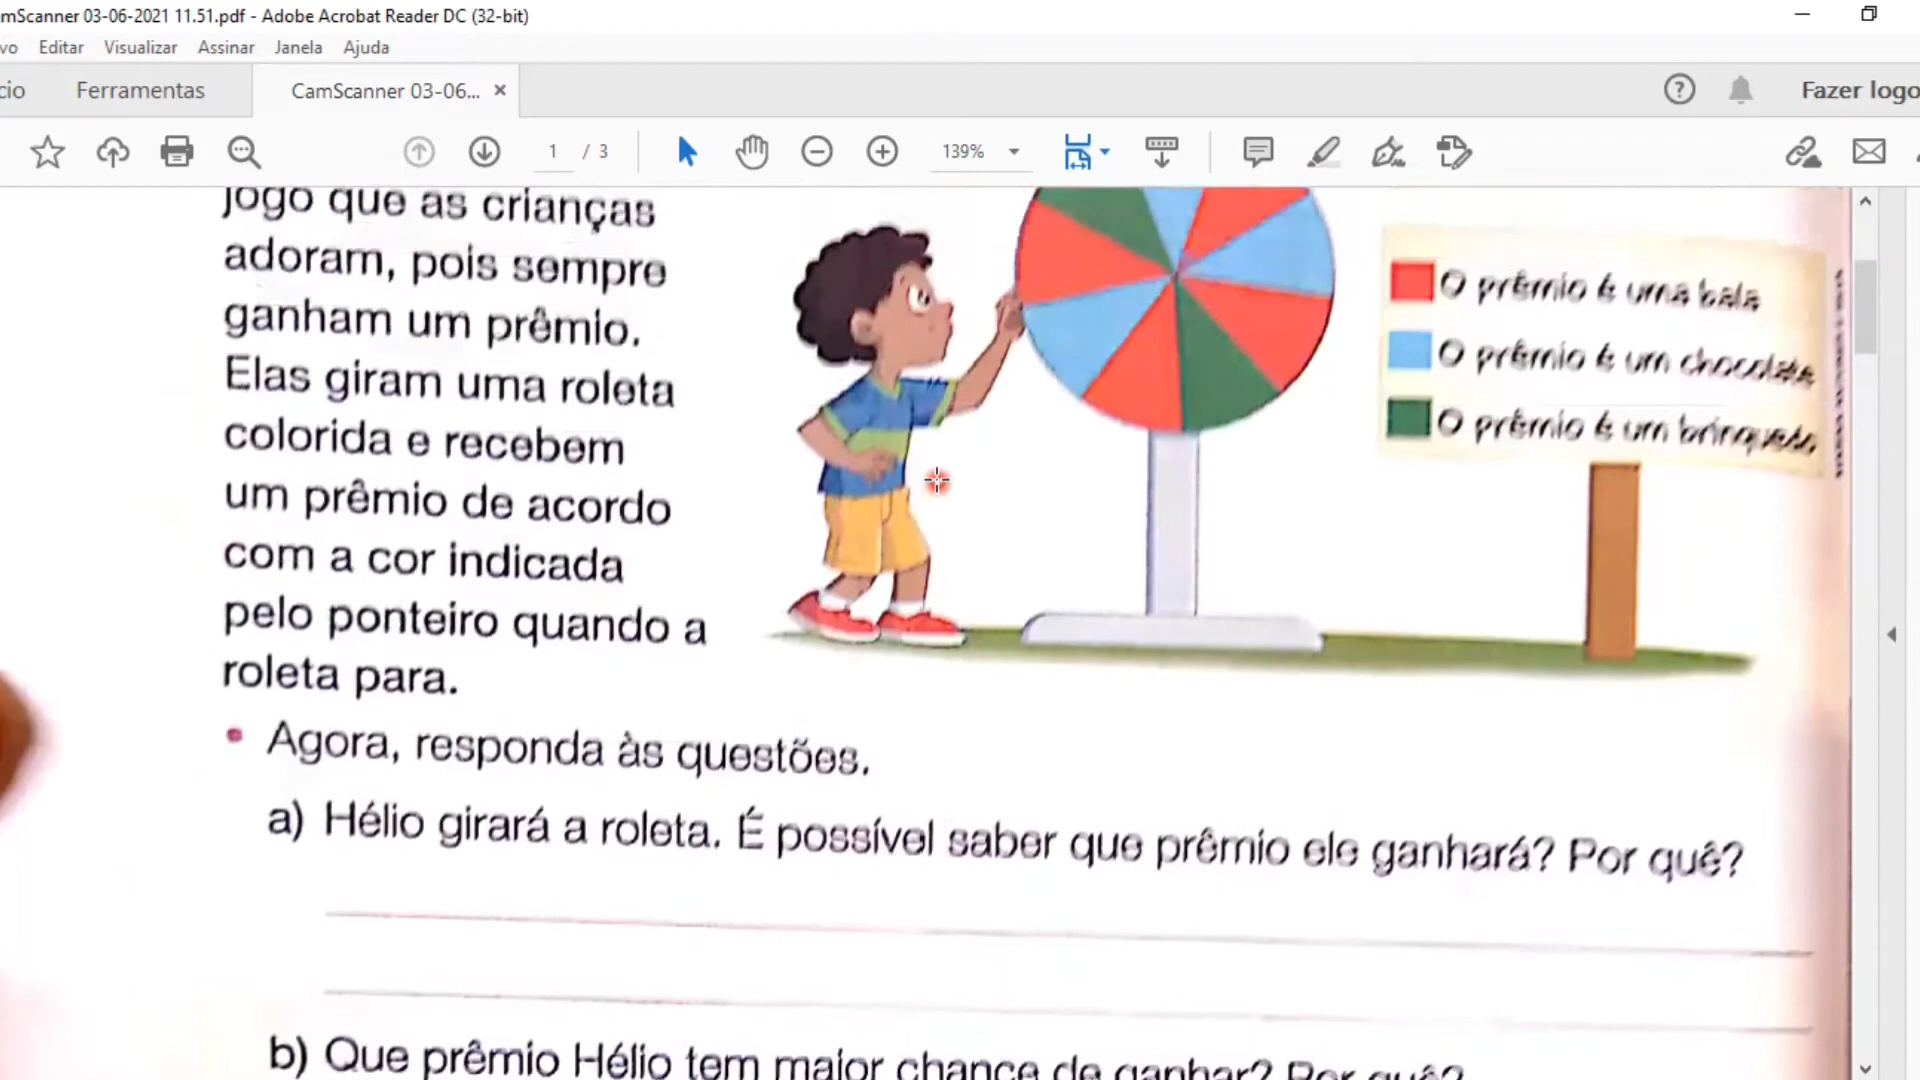 mScanner 03-06-2021 11.51.pdf - Adobe Acrobat Reader DC (32-bit)
vo Editar Visualizar Assinar Janela Ajuda
cio Ferramentas CamScanner 03-06... × Fazer logo
1 / 3 139%
jogo que as crianças
adoram, pois sempre
ganham um prêmio.
Elas giram uma roleta
colorida e recebem
um prêmio de acordo
com a cor indicada
pelo ponteiro quando a
roleta para.
O prêmio é uma bala
O prêmio é um chocolate
O prêmio é um brinquedo
• Agora, responda às questões.
a) Hélio girará a roleta. É possível saber que prêmio ele ganhará? Por quê?
b) Que prêmio Hélio tem maior chance de ganhar? Por quê?